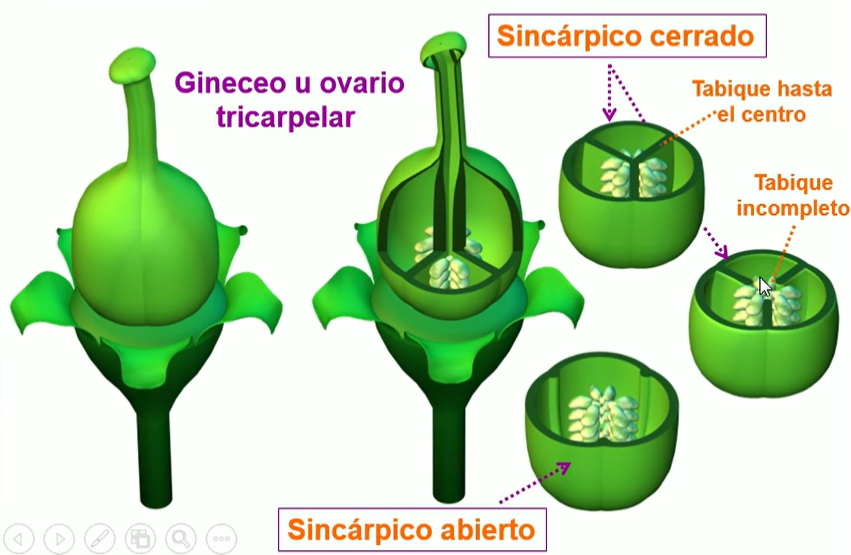 Sincárpico cerrado
Gineceo u ovario
tricarpelar
Tabique hasta
el centro
Tabique
incompleto
Sincárpico abierto